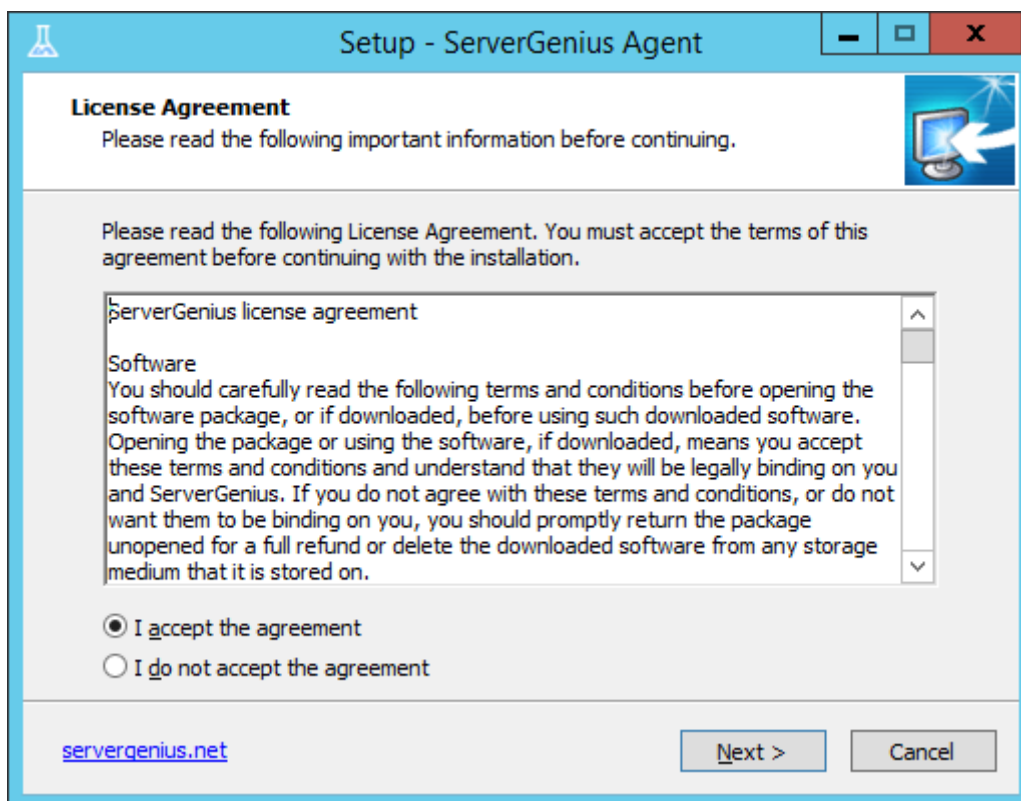 Setup - ServerGenius Agent
License Agreement
Please read the following important information before continuing.
Please read the following License Agreement. You must accept the terms of this
agreement before continuing with the installation.
ServerGenius license agreement
Software
You should carefully read the following terms and conditions before opening the
software package, or if downloaded, before using such downloaded software.
Opening the package or using the software, if downloaded, means you accept
these terms and conditions and understand that they will be legally binding on you
and ServerGenius. If you do not agree with these terms and conditions, or do not
want them to be binding on you, you should promptly return the package
unopened for a full refund or delete the downloaded software from any storage
medium that it is stored on.
I accept the agreement
I do not accept the agreement
servergenius.net
Next >
Cancel